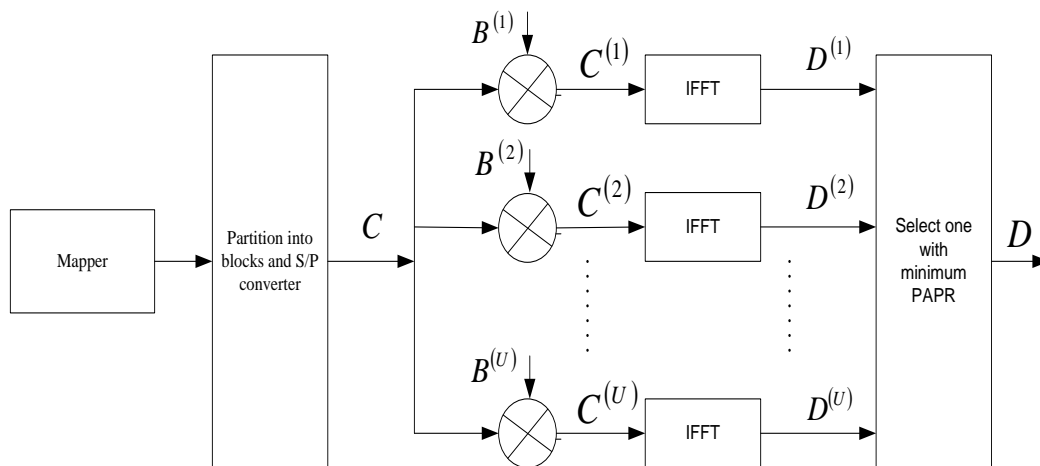 Mapper
Partition into
blocks and S/P
converter
C
B^(1)
C^(1)
IFFT
D^(1)
B^(2)
C^(2)
IFFT
D^(2)
B^(U)
C^(U)
IFFT
D^(U)
Select one
with
minimum
PAPR
D